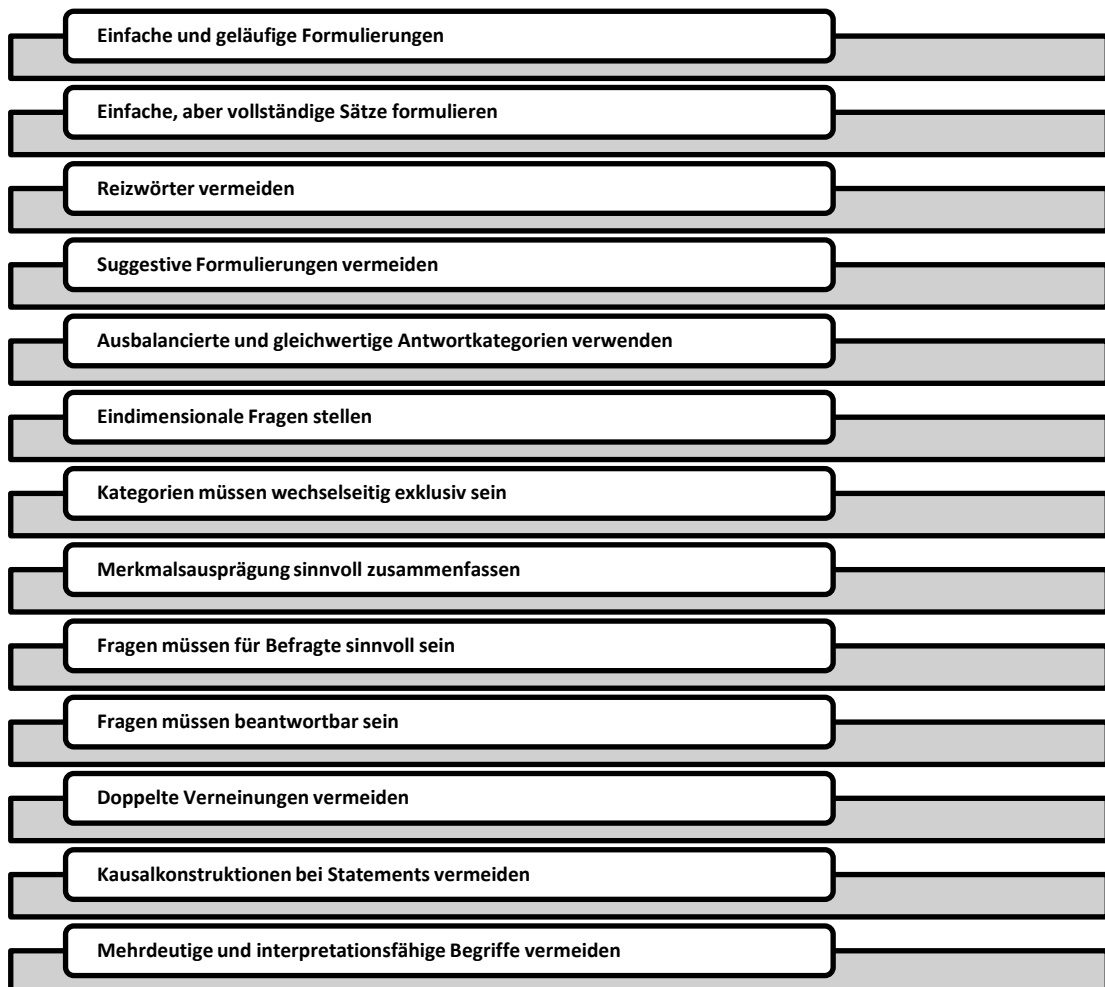 Einfache und geläufige Formulierungen
Einfache, aber vollständige Sätze formulieren
Reizwörter vermeiden
Suggestive Formulierungen vermeiden
Ausbalancierte und gleichwertige Antwortkategorien verwenden
Eindimensionale Fragen stellen
Kategorien müssen wechselseitig exklusiv sein
Merkmalsausprägung sinnvoll zusammenfassen
Fragen müssen für Befragte sinnvoll sein
Fragen müssen beantwortbar sein
Doppelte Verneinungen vermeiden
Kausalkonstruktionen bei Statements vermeiden
Mehrdeutige und interpretationsfähige Begriffe vermeiden